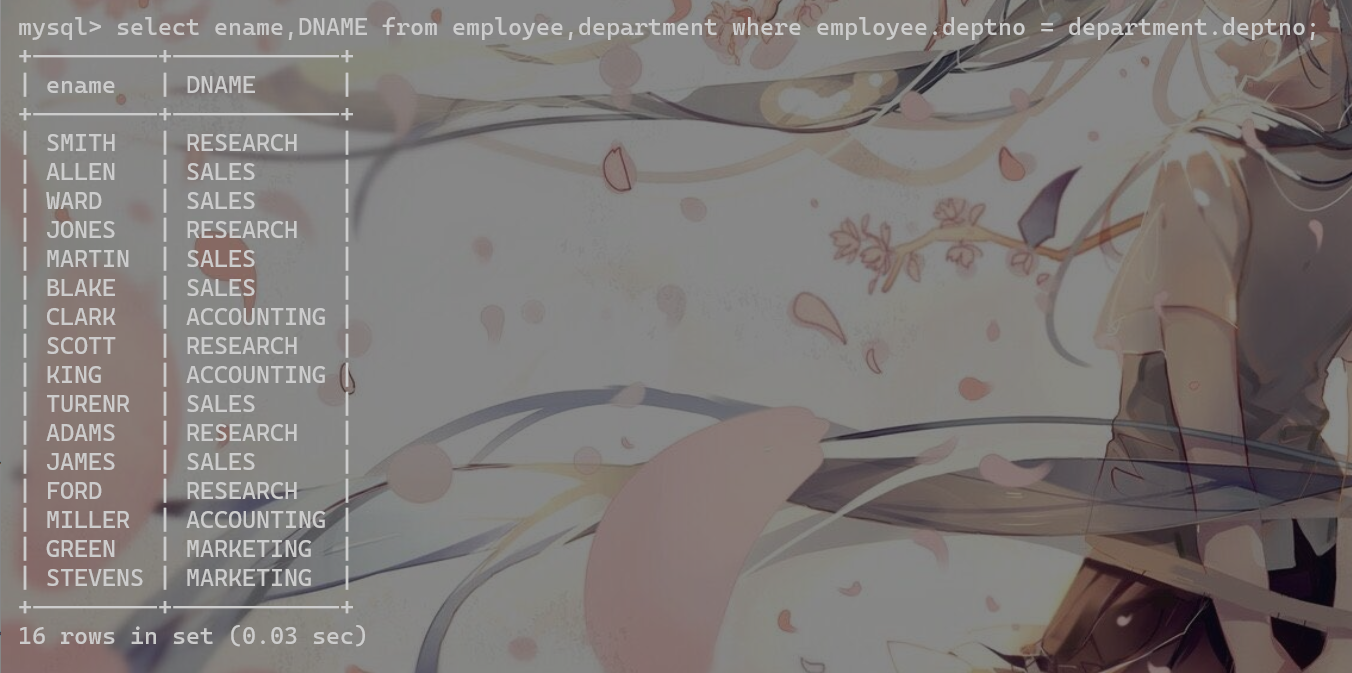 mysql> select ename,DNAME from employee,department where employee.deptno = department.deptno;
+---------+------------+
| ename   | DNAME      |
+---------+------------+
| SMITH   | RESEARCH   |
| ALLEN   | SALES      |
| WARD    | SALES      |
| JONES   | RESEARCH   |
| MARTIN  | SALES      |
| BLAKE   | SALES      |
| CLARK   | ACCOUNTING |
| SCOTT   | RESEARCH   |
| KING    | ACCOUNTING |
| TURENR  | SALES      |
| ADAMS   | RESEARCH   |
| JAMES   | SALES      |
| FORD    | RESEARCH   |
| MILLER  | ACCOUNTING |
| GREEN   | MARKETING  |
| STEVENS | MARKETING  |
+---------+------------+
16 rows in set (0.03 sec)